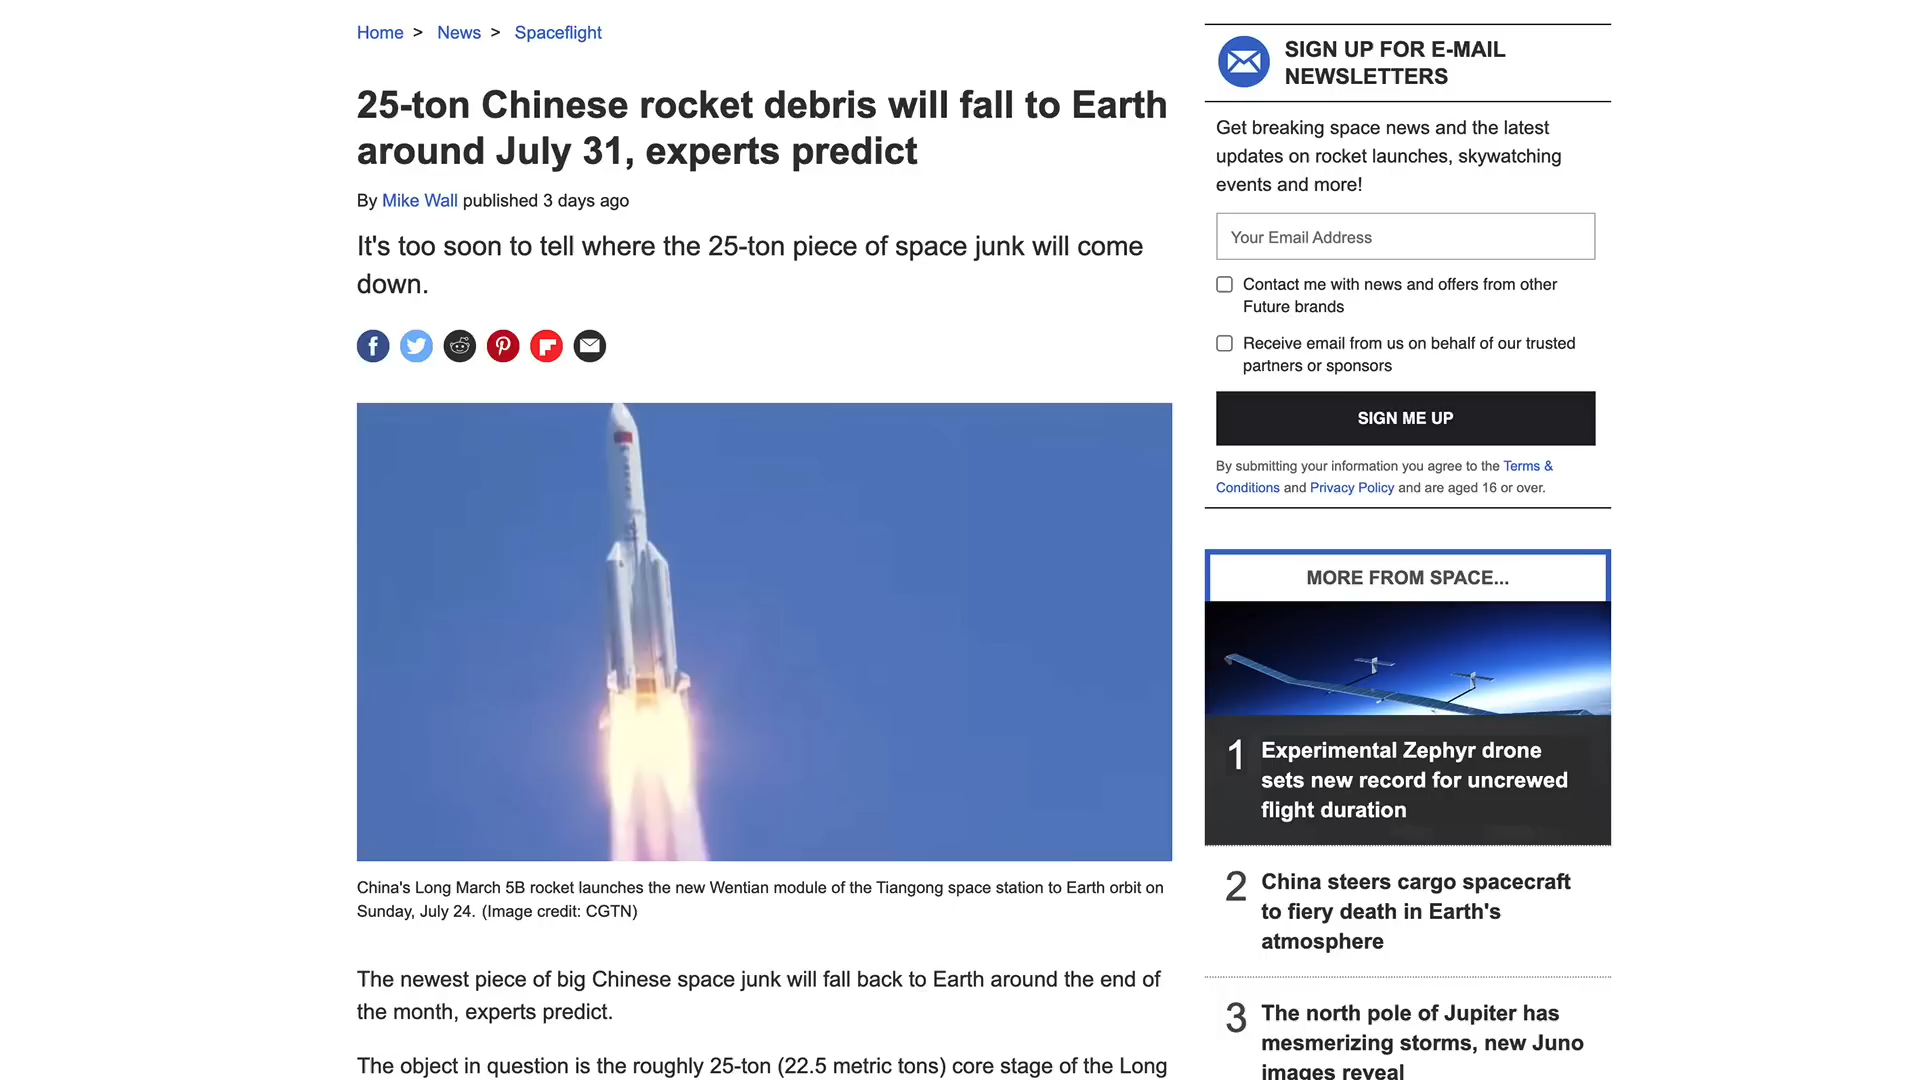 Home > News > Spaceflight
25-ton Chinese rocket debris will fall to Earth
around July 31, experts predict
By Mike Wall published 3 days ago
It's too soon to tell where the 25-ton piece of space junk will come
down.
China's Long March 5B rocket launches the new Wentian module of the Tiangong space station to Earth orbit on
Sunday, July 24. (Image credit: CGTN)
The newest piece of big Chinese space junk will fall back to Earth around the end of
the month, experts predict.
The object in question is the roughly 25-ton (22.5 metric tons) core stage of the Long
SIGN UP FOR E-MAIL
NEWSLETTERS
Get breaking space news and the latest
updates on rocket launches, skywatching
events and more!
Your Email Address
Contact me with news and offers from other
Future brands
Receive email from us on behalf of our trusted
partners or sponsors
SIGN ME UP
By submitting your information you agree to the Terms &
Conditions and Privacy Policy and are aged 16 or over.
MORE FROM SPACE...
1 Experimental Zephyr drone
sets new record for uncrewed
flight duration
2 China steers cargo spacecraft
to fiery death in Earth's
atmosphere
3 The north pole of Jupiter has
mesmerizing storms, new Juno
images reveal